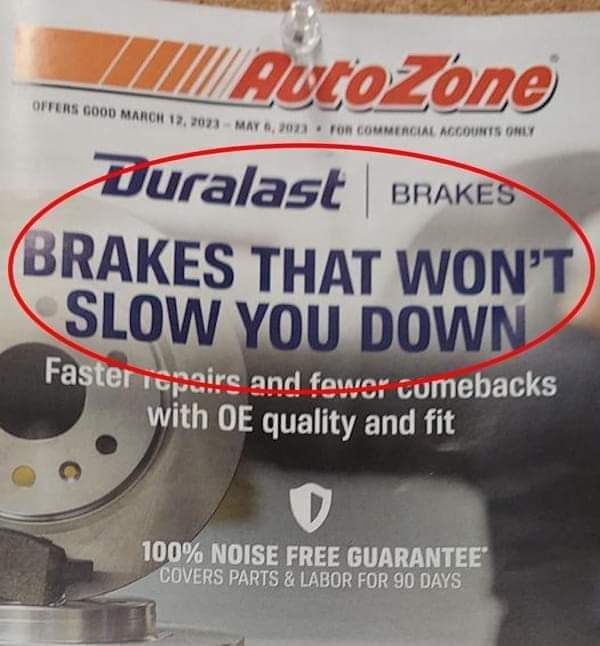 AutoZone
OFFERS GOOD MARCH 12, 2023 - MAY 6, 2023 • FOR COMMERCIAL ACCOUNTS ONLY
Duralast | BRAKES
BRAKES THAT WON'T
SLOW YOU DOWN
Faster repairs and fewer comebacks
with OE quality and fit
100% NOISE FREE GUARANTEE*
COVERS PARTS & LABOR FOR 90 DAYS